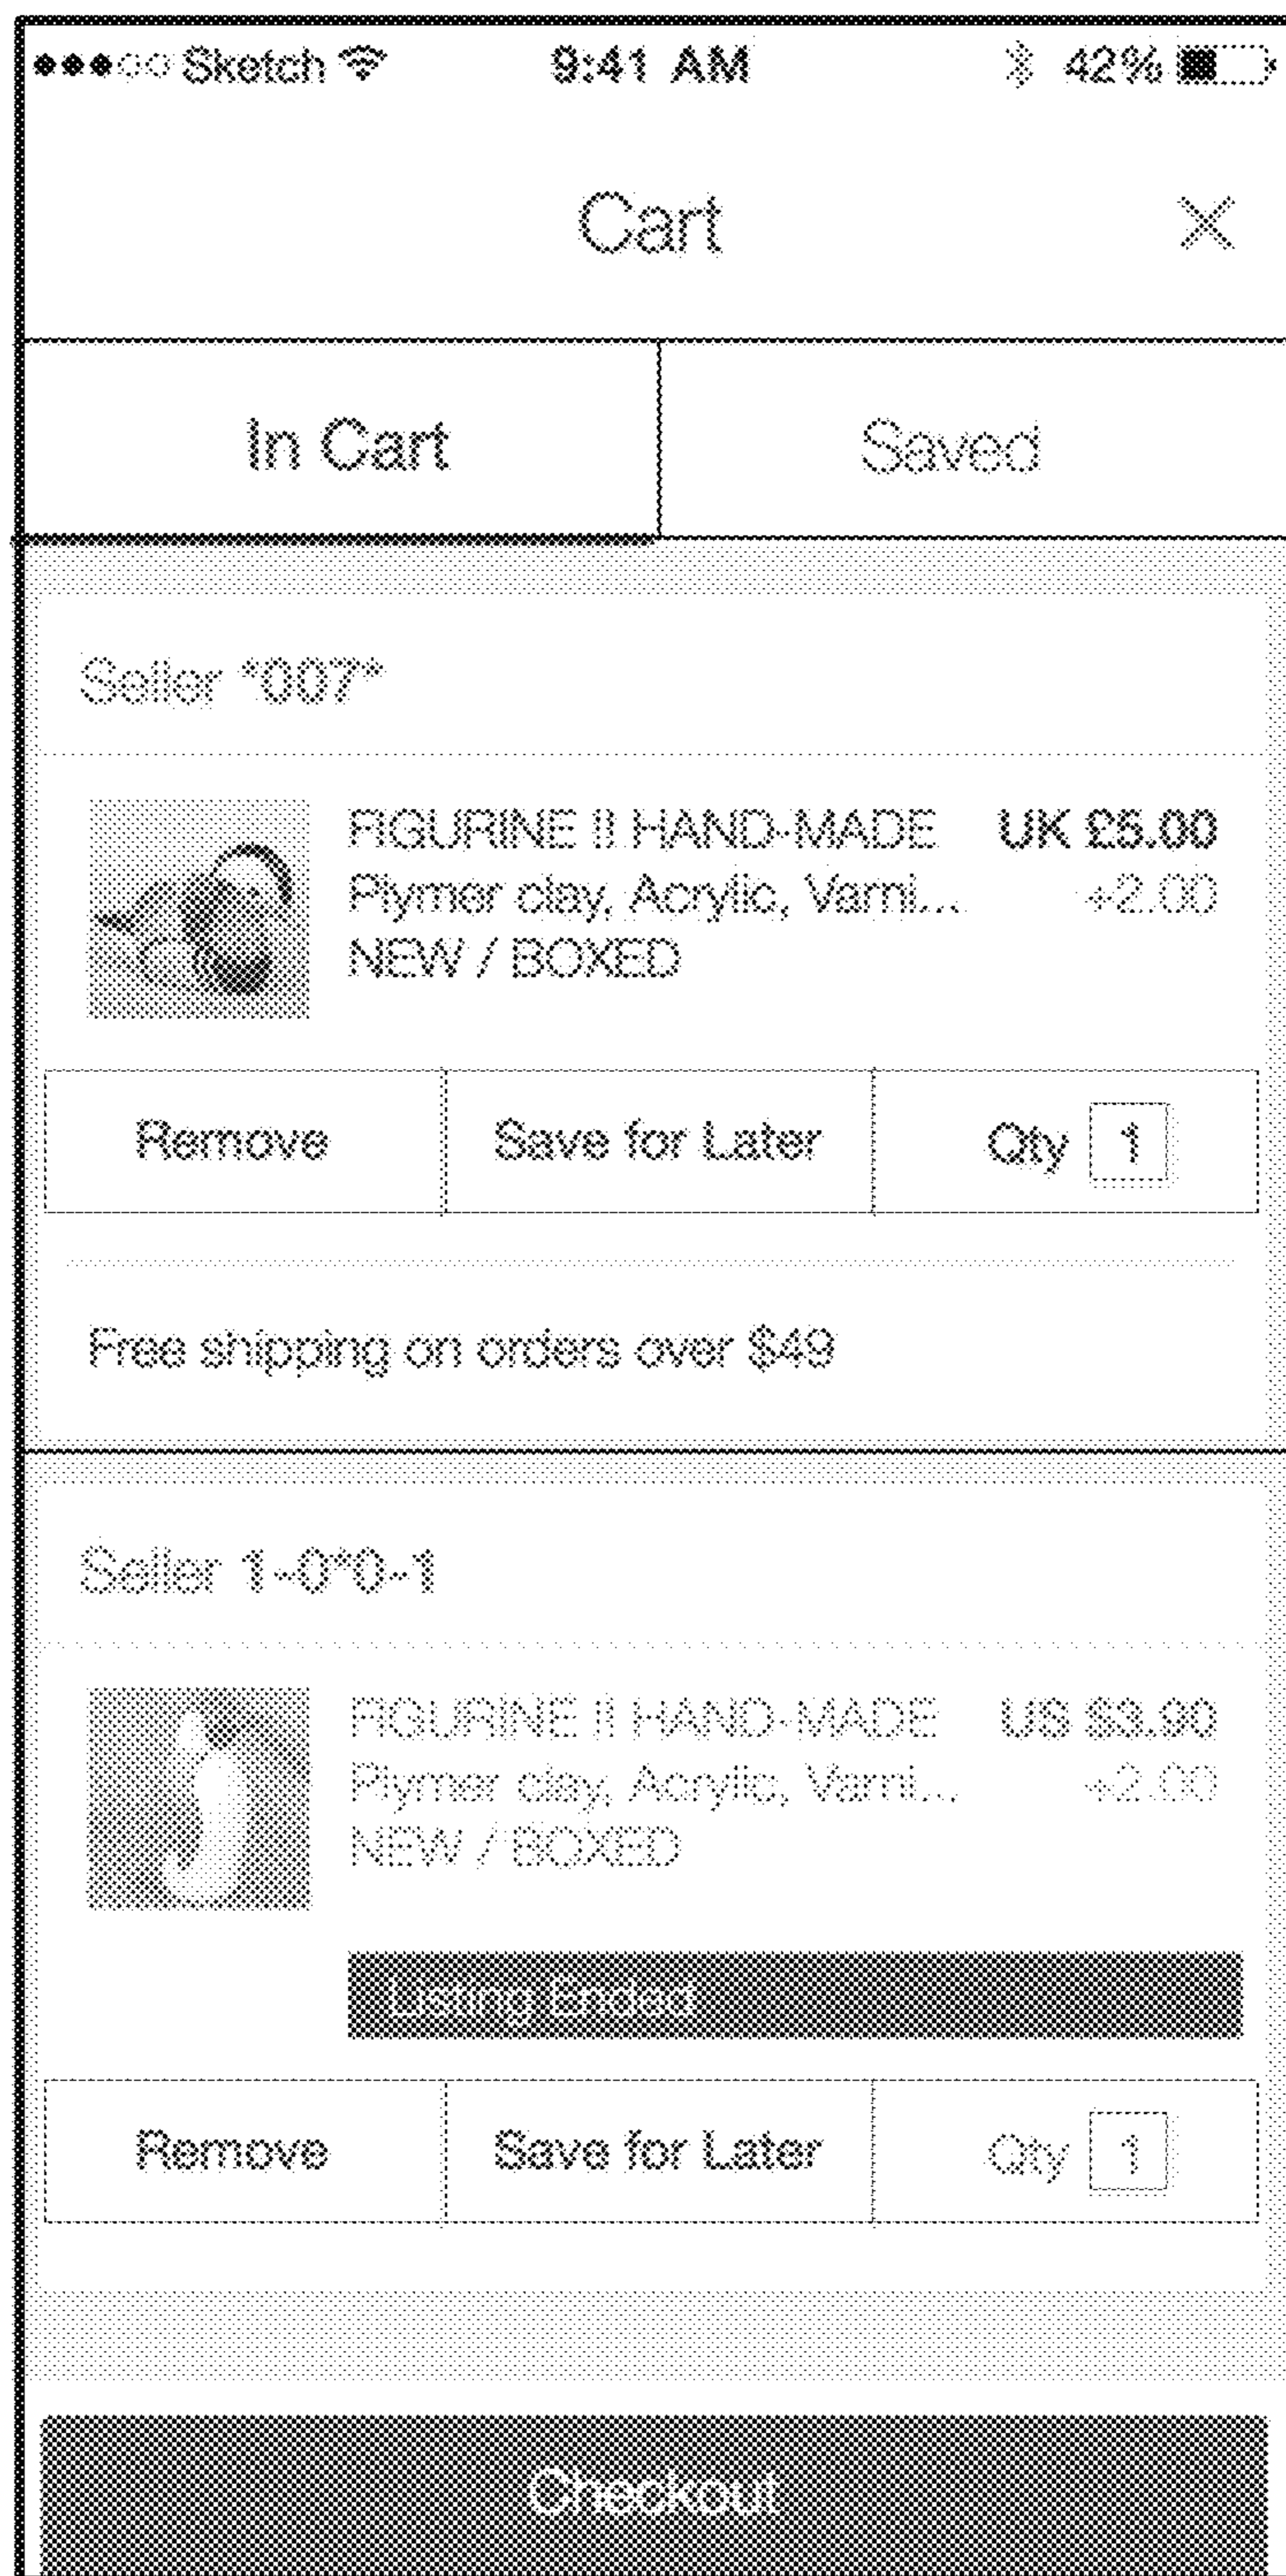 Sketch 9:41 AM 42%
Cart ×
In Cart Saved
Seller *007*
FIGURINE !! HAND-MADE UK £5.00
Plymer clay, Acrylic, Varni... +2.00
NEW / BOXED
Remove Save for Later Qty 1
Free shipping on orders over $49
Seller 1-0*0-1
FIGURINE !! HAND-MADE US $3.90
Plymer clay, Acrylic, Varni... +2.00
NEW / BOXED
Listing Ended
Remove Save for Later Qty 1
Checkout